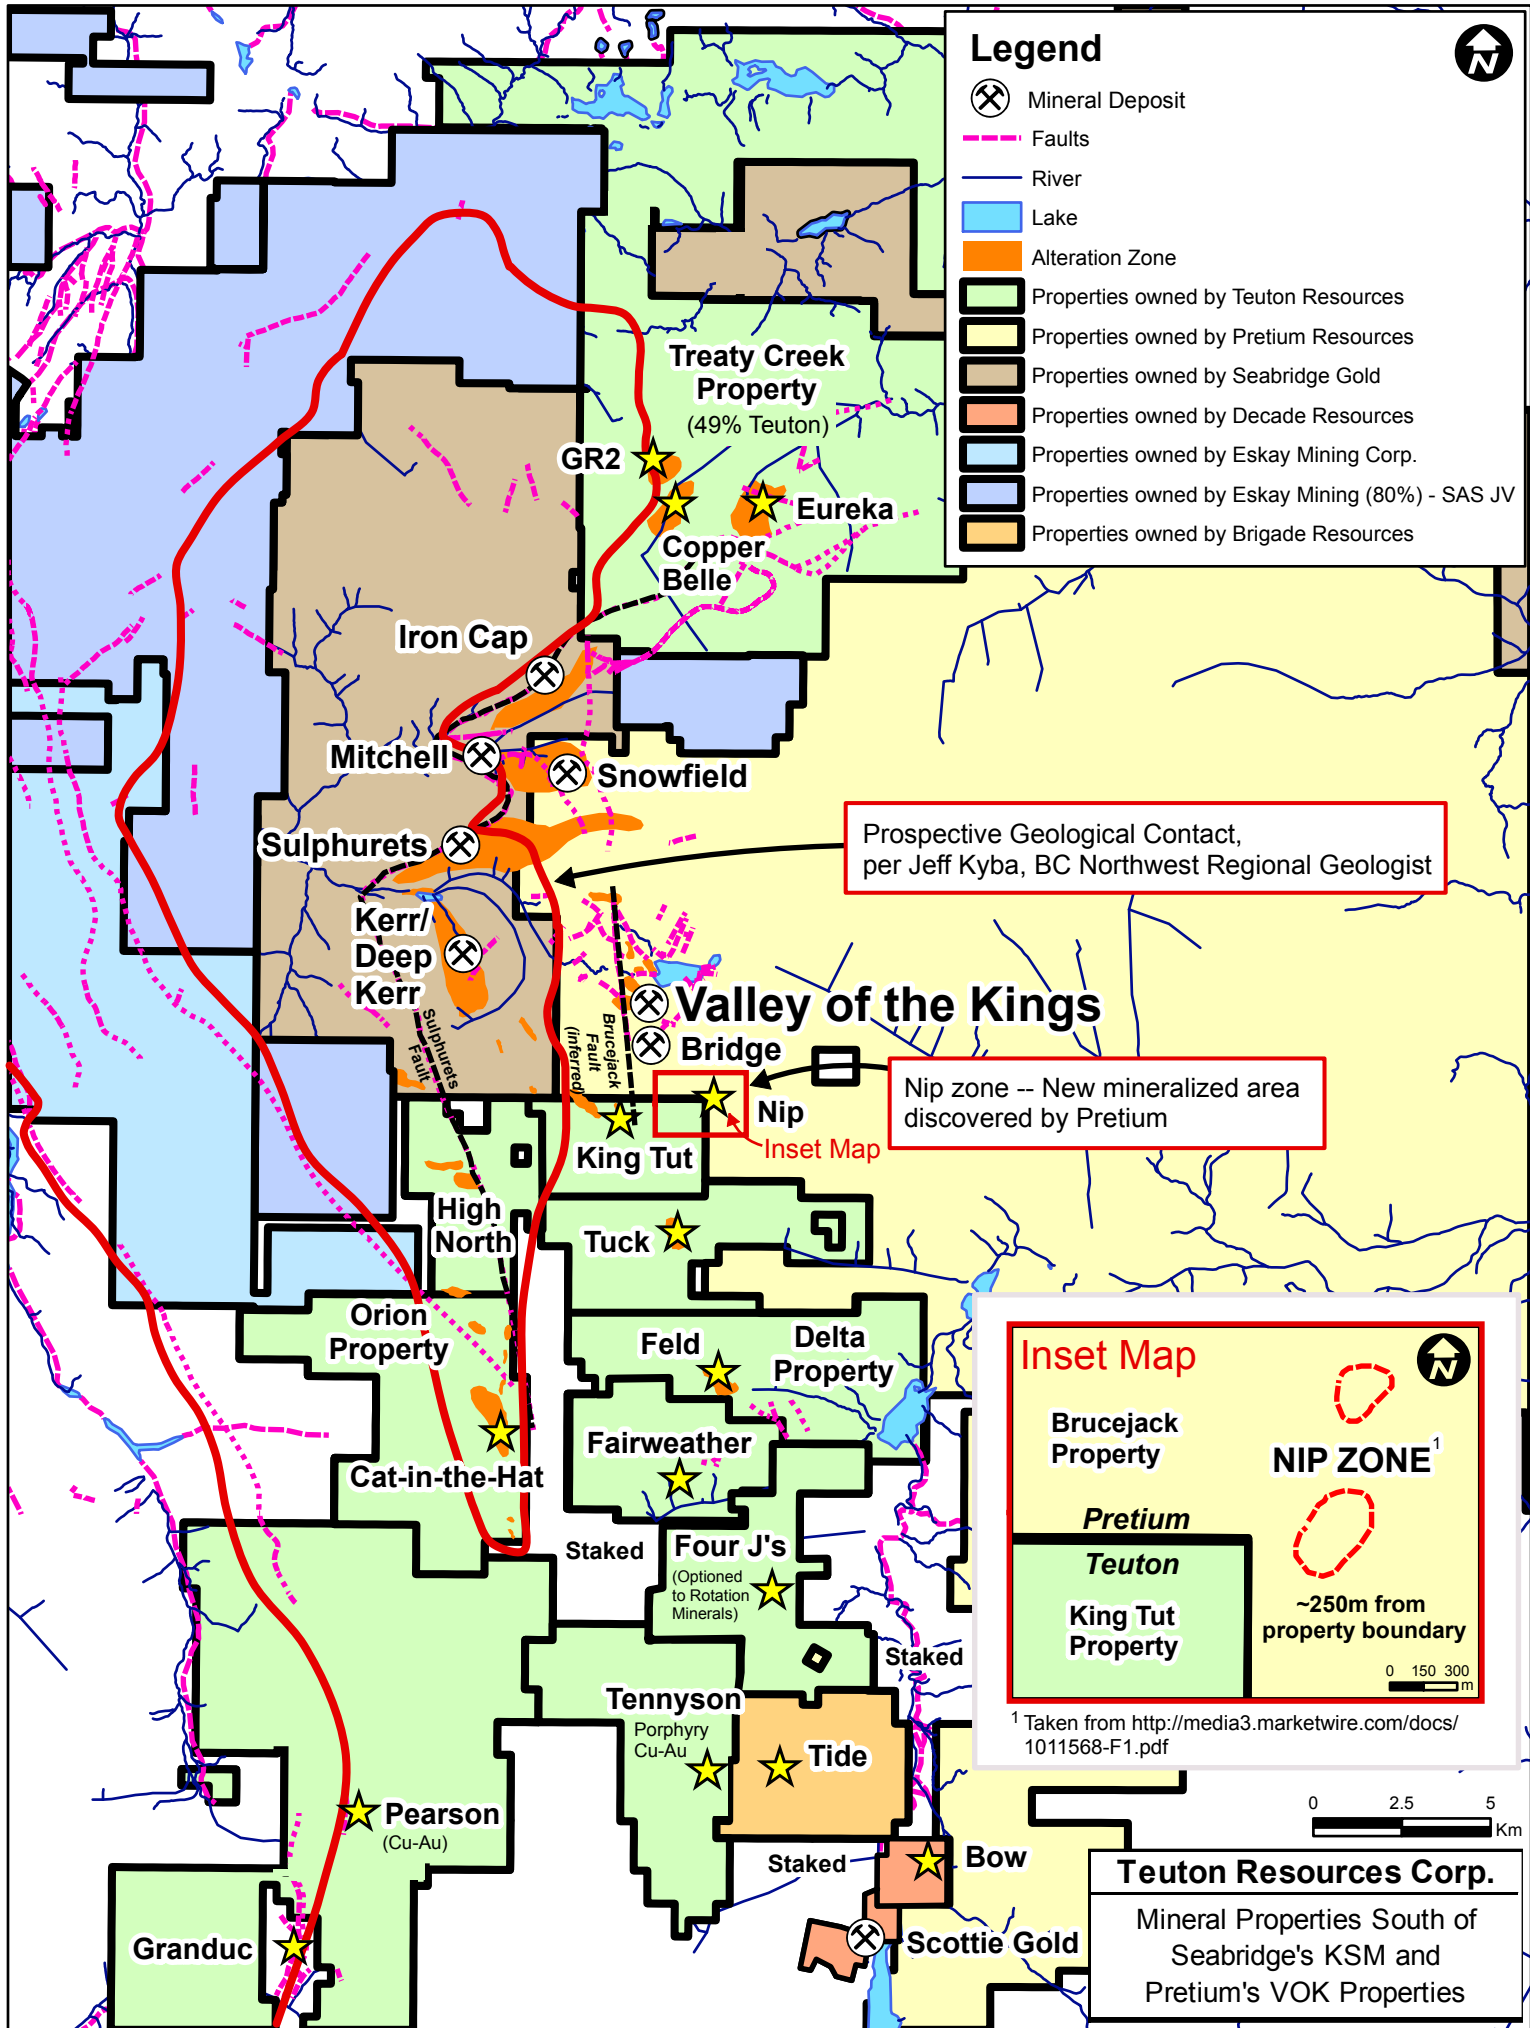 Legend
N
Mineral Deposit
Faults
River
Lake
Alteration Zone
Properties owned by Teuton Resources
Properties owned by Pretium Resources
Properties owned by Seabridge Gold
Properties owned by Decade Resources
Properties owned by Eskay Mining Corp.
Properties owned by Eskay Mining (80%) - SAS JV
Properties owned by Brigade Resources
Treaty Creek
Property
(49% Teuton)
GR2
Eureka
Copper
Belle
Iron Cap
Mitchell
Snowfield
Sulphurets
Prospective Geological Contact,
per Jeff Kyba, BC Northwest Regional Geologist
Kerr/
Deep
Kerr
Sulphurets
Fault
Brucejack
Fault
(inferred)
Valley of the Kings
Bridge
Nip zone -- New mineralized area
discovered by Pretium
Nip
Inset Map
King Tut
High
North
Tuck
Orion
Property
Feld
Delta
Property
Fairweather
Cat-in-the-Hat
Staked
Four J's
(Optioned
to Rotation
Minerals)
Staked
Tennyson
Porphyry
Cu-Au
Tide
Pearson
(Cu-Au)
Staked
Bow
Granduc
Scottie Gold
Inset Map
N
Brucejack
Property
NIP ZONE1
Pretium
Teuton
King Tut
Property
~250m from
property boundary
0 150 300
m
1 Taken from http://media3.marketwire.com/docs/
1011568-F1.pdf
0 2.5 5
Km
Teuton Resources Corp.
Mineral Properties South of
Seabridge's KSM and
Pretium's VOK Properties